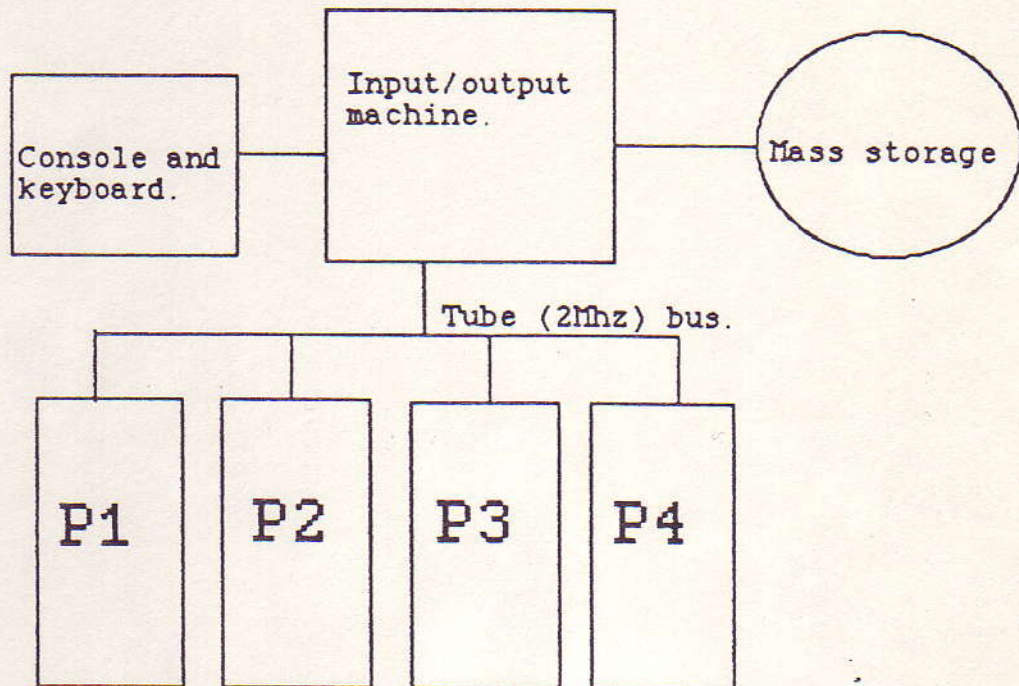 Input/output
machine.
Console and
keyboard.
Mass storage
Tube (2Mhz) bus.
P1
P2
P3
P4